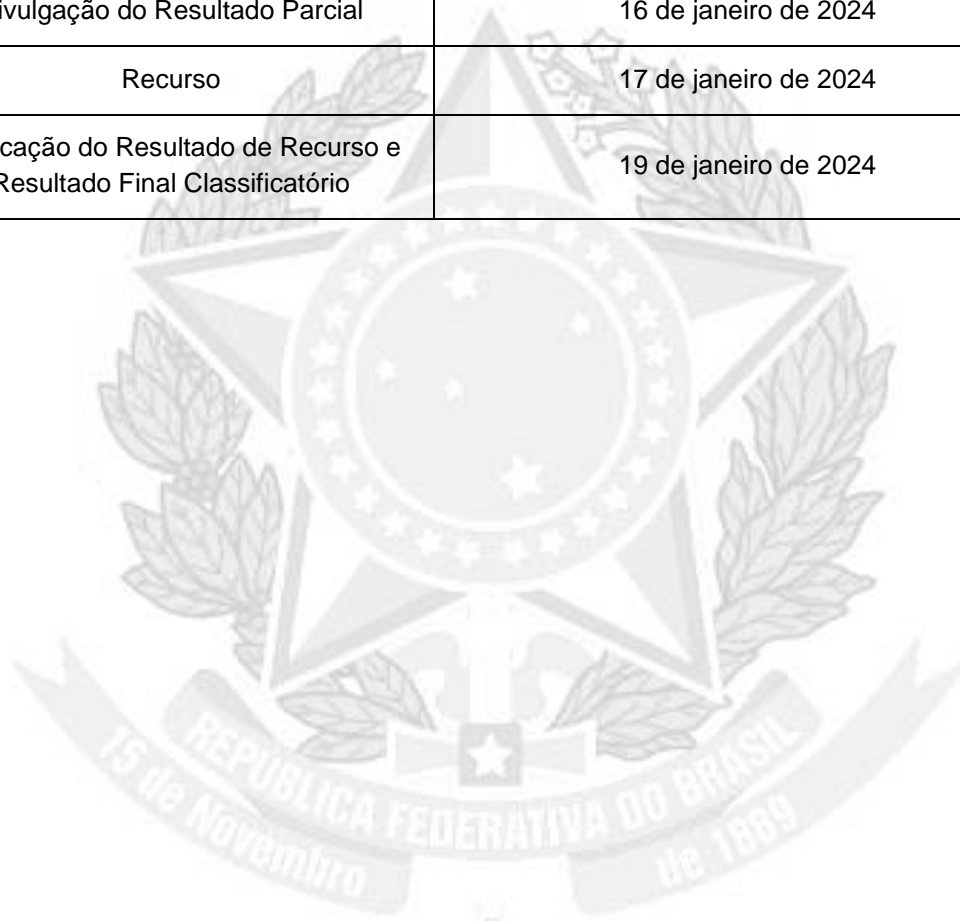 ivulgação do Resultado Parcial
16 de janeiro de 2024
Recurso
17 de janeiro de 2024
cação do Resultado de Recurso e
Resultado Final Classificatório
19 de janeiro de 2024
REPÚBLICA FEDERATIVA DO BRASIL
15 de Novembro
de 1889